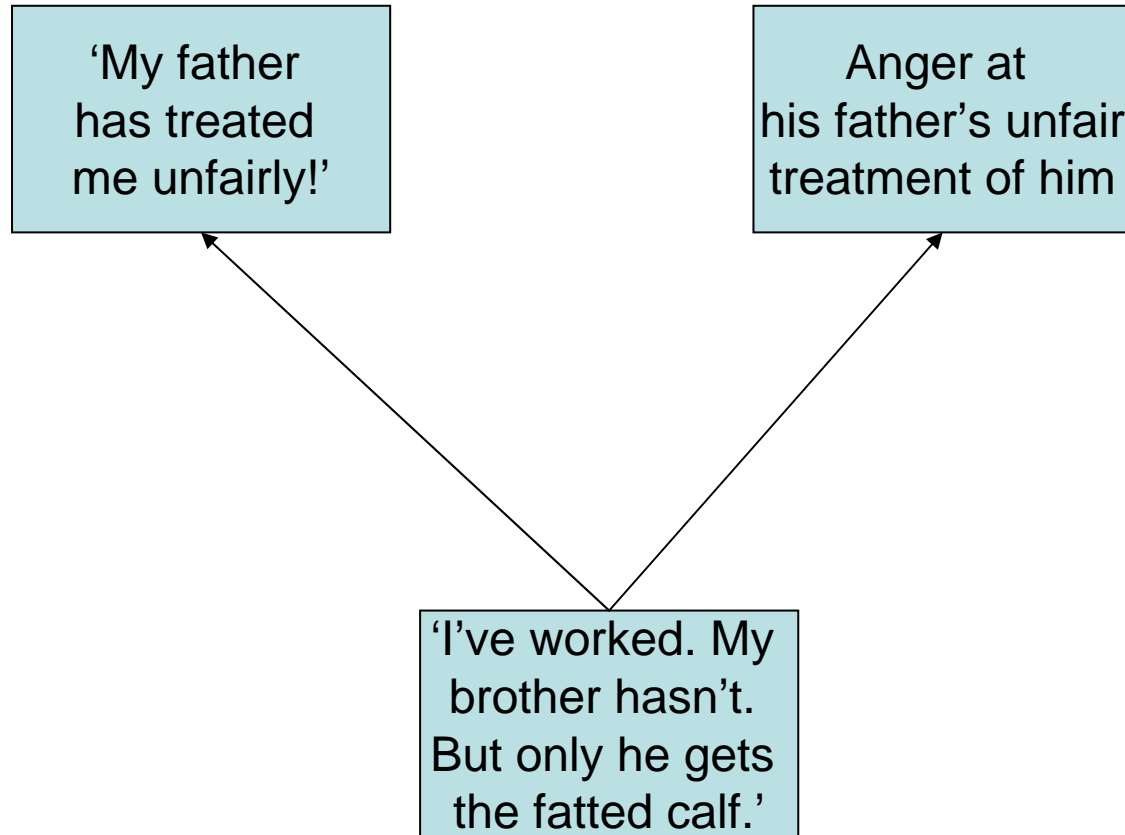 ‘My father
has treated
me unfairly!’
Anger at
his father’s unfair
treatment of him
‘I’ve worked. My
brother hasn’t.
But only he gets
the fatted calf.’